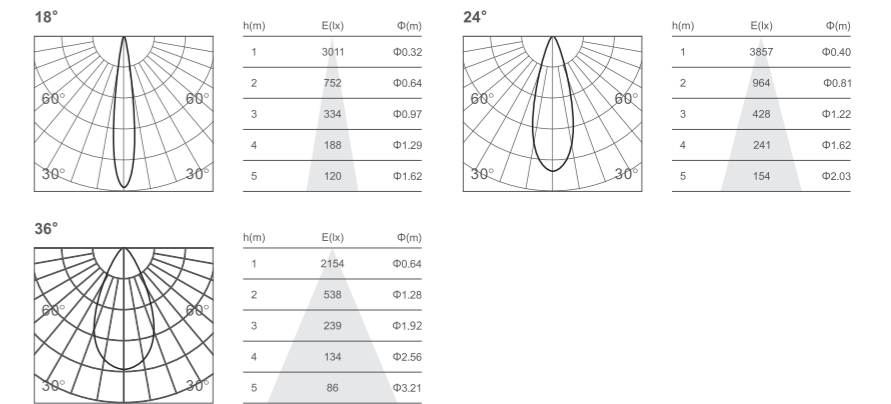 18°
h(m) E(lx) Φ(m)
1 3011 Φ0.32
2 752 Φ0.64
3 334 Φ0.97
4 188 Φ1.29
5 120 Φ1.62
60° 60°
30° 30°
24°
h(m) E(lx) Φ(m)
1 3857 Φ0.40
2 964 Φ0.81
3 428 Φ1.22
4 241 Φ1.62
5 154 Φ2.03
60° 60°
30° 30°
36°
h(m) E(lx) Φ(m)
1 2154 Φ0.64
2 538 Φ1.28
3 239 Φ1.92
4 134 Φ2.56
5 86 Φ3.21
60° 60°
30° 30°